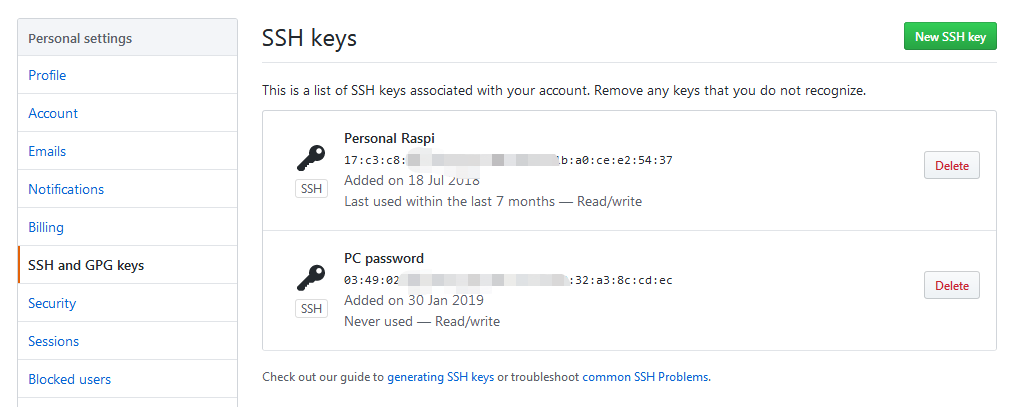 Personal settings
Profile
Account
Emails
Notifications
Billing
SSH and GPG keys
Security
Sessions
Blocked users
SSH keys
New SSH key
This is a list of SSH keys associated with your account. Remove any keys that you do not recognize.
Personal Raspi
17:c3:c8: b:a0:ce:e2:54:37
SSH
Added on 18 Jul 2018
Last used within the last 7 months — Read/write
Delete
PC password
03:49:02 :32:a3:8c:cd:ec
SSH
Added on 30 Jan 2019
Never used — Read/write
Delete
Check out our guide to generating SSH keys or troubleshoot common SSH Problems.